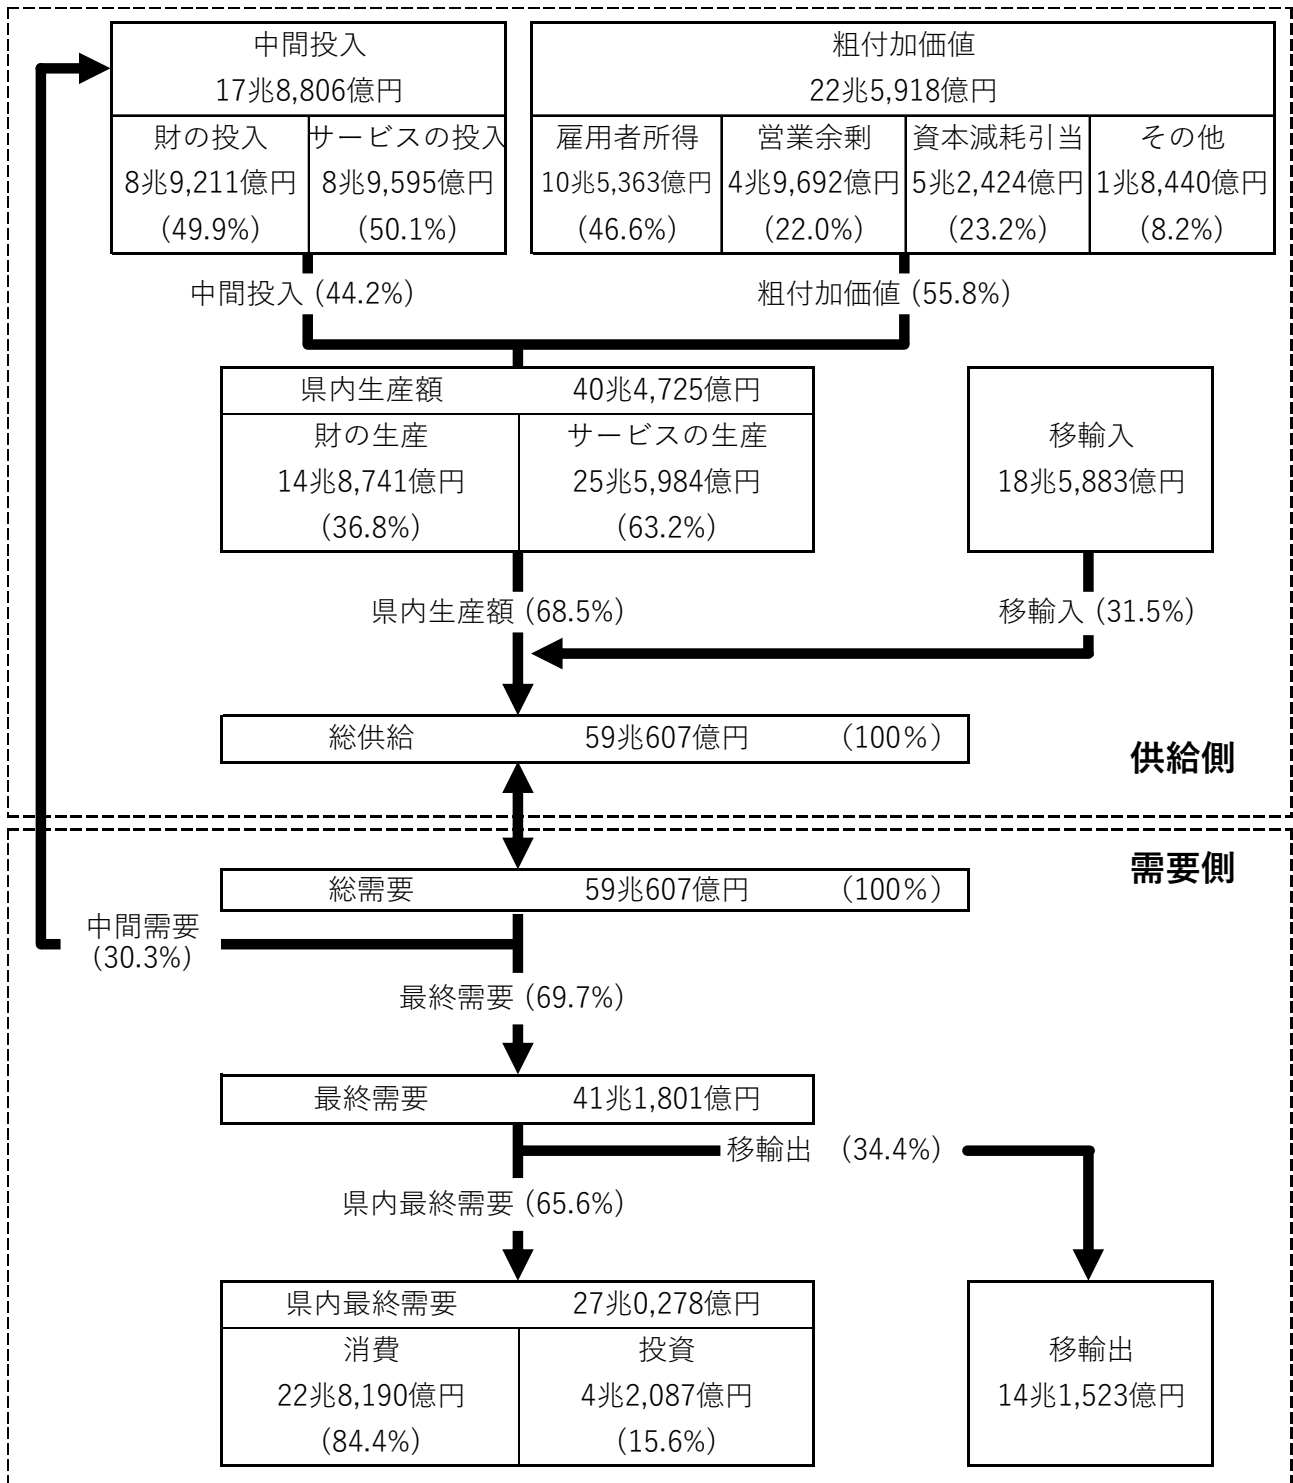 中間投入
17兆8,806億円
財の投入
8兆9,211億円
(49.9%)
サービスの投入
8兆9,595億円
(50.1%)
粗付加価値
22兆5,918億円
雇用者所得
10兆5,363億円
(46.6%)
営業余剰
4兆9,692億円
(22.0%)
資本減耗引当
5兆2,424億円
(23.2%)
その他
1兆8,440億円
(8.2%)
中間投入 (44.2%)
粗付加価値 (55.8%)
県内生産額 40兆4,725億円
財の生産
14兆8,741億円
(36.8%)
サービスの生産
25兆5,984億円
(63.2%)
移輸入
18兆5,883億円
県内生産額 (68.5%)
移輸入 (31.5%)
総供給 59兆607億円 (100%)
供給側
需要側
総需要 59兆607億円 (100%)
中間需要
(30.3%)
最終需要 (69.7%)
最終需要 41兆1,801億円
移輸出 (34.4%)
県内最終需要 (65.6%)
県内最終需要 27兆0,278億円
消費
22兆8,190億円
(84.4%)
投資
4兆2,087億円
(15.6%)
移輸出
14兆1,523億円